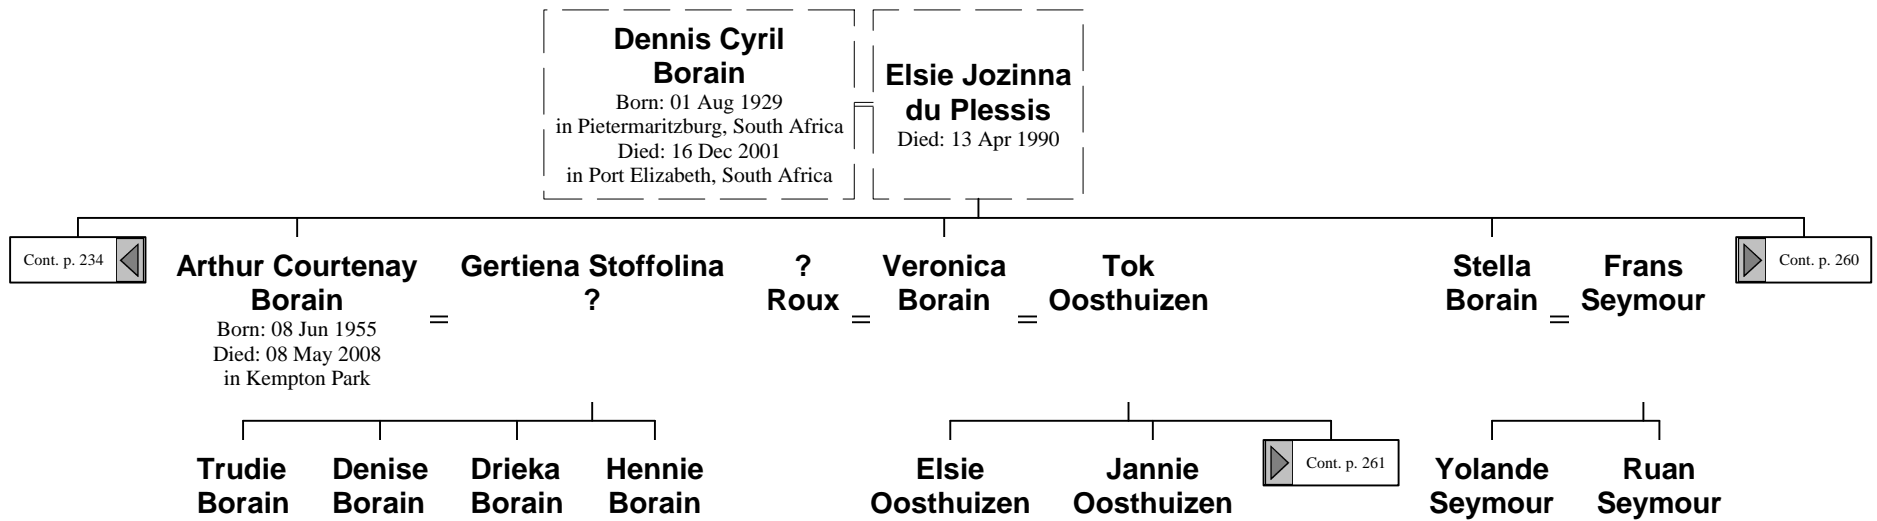 Dennis Cyril
Borain
Born: 01 Aug 1929
in Pietermaritzburg, South Africa
Died: 16 Dec 2001
in Port Elizabeth, South Africa
Elsie Jozinna
du Plessis
Died: 13 Apr 1990
Cont. p. 234
Arthur Courtenay
Borain
Born: 08 Jun 1955
Died: 08 May 2008
in Kempton Park
=
Gertiena Stoffolina
?
?
Roux
=
Veronica
Borain
=
Tok
Oosthuizen
Stella
Borain
=
Frans
Seymour
Cont. p. 260
Trudie
Borain
Denise
Borain
Drieka
Borain
Hennie
Borain
Elsie
Oosthuizen
Jannie
Oosthuizen
Cont. p. 261
Yolande
Seymour
Ruan
Seymour